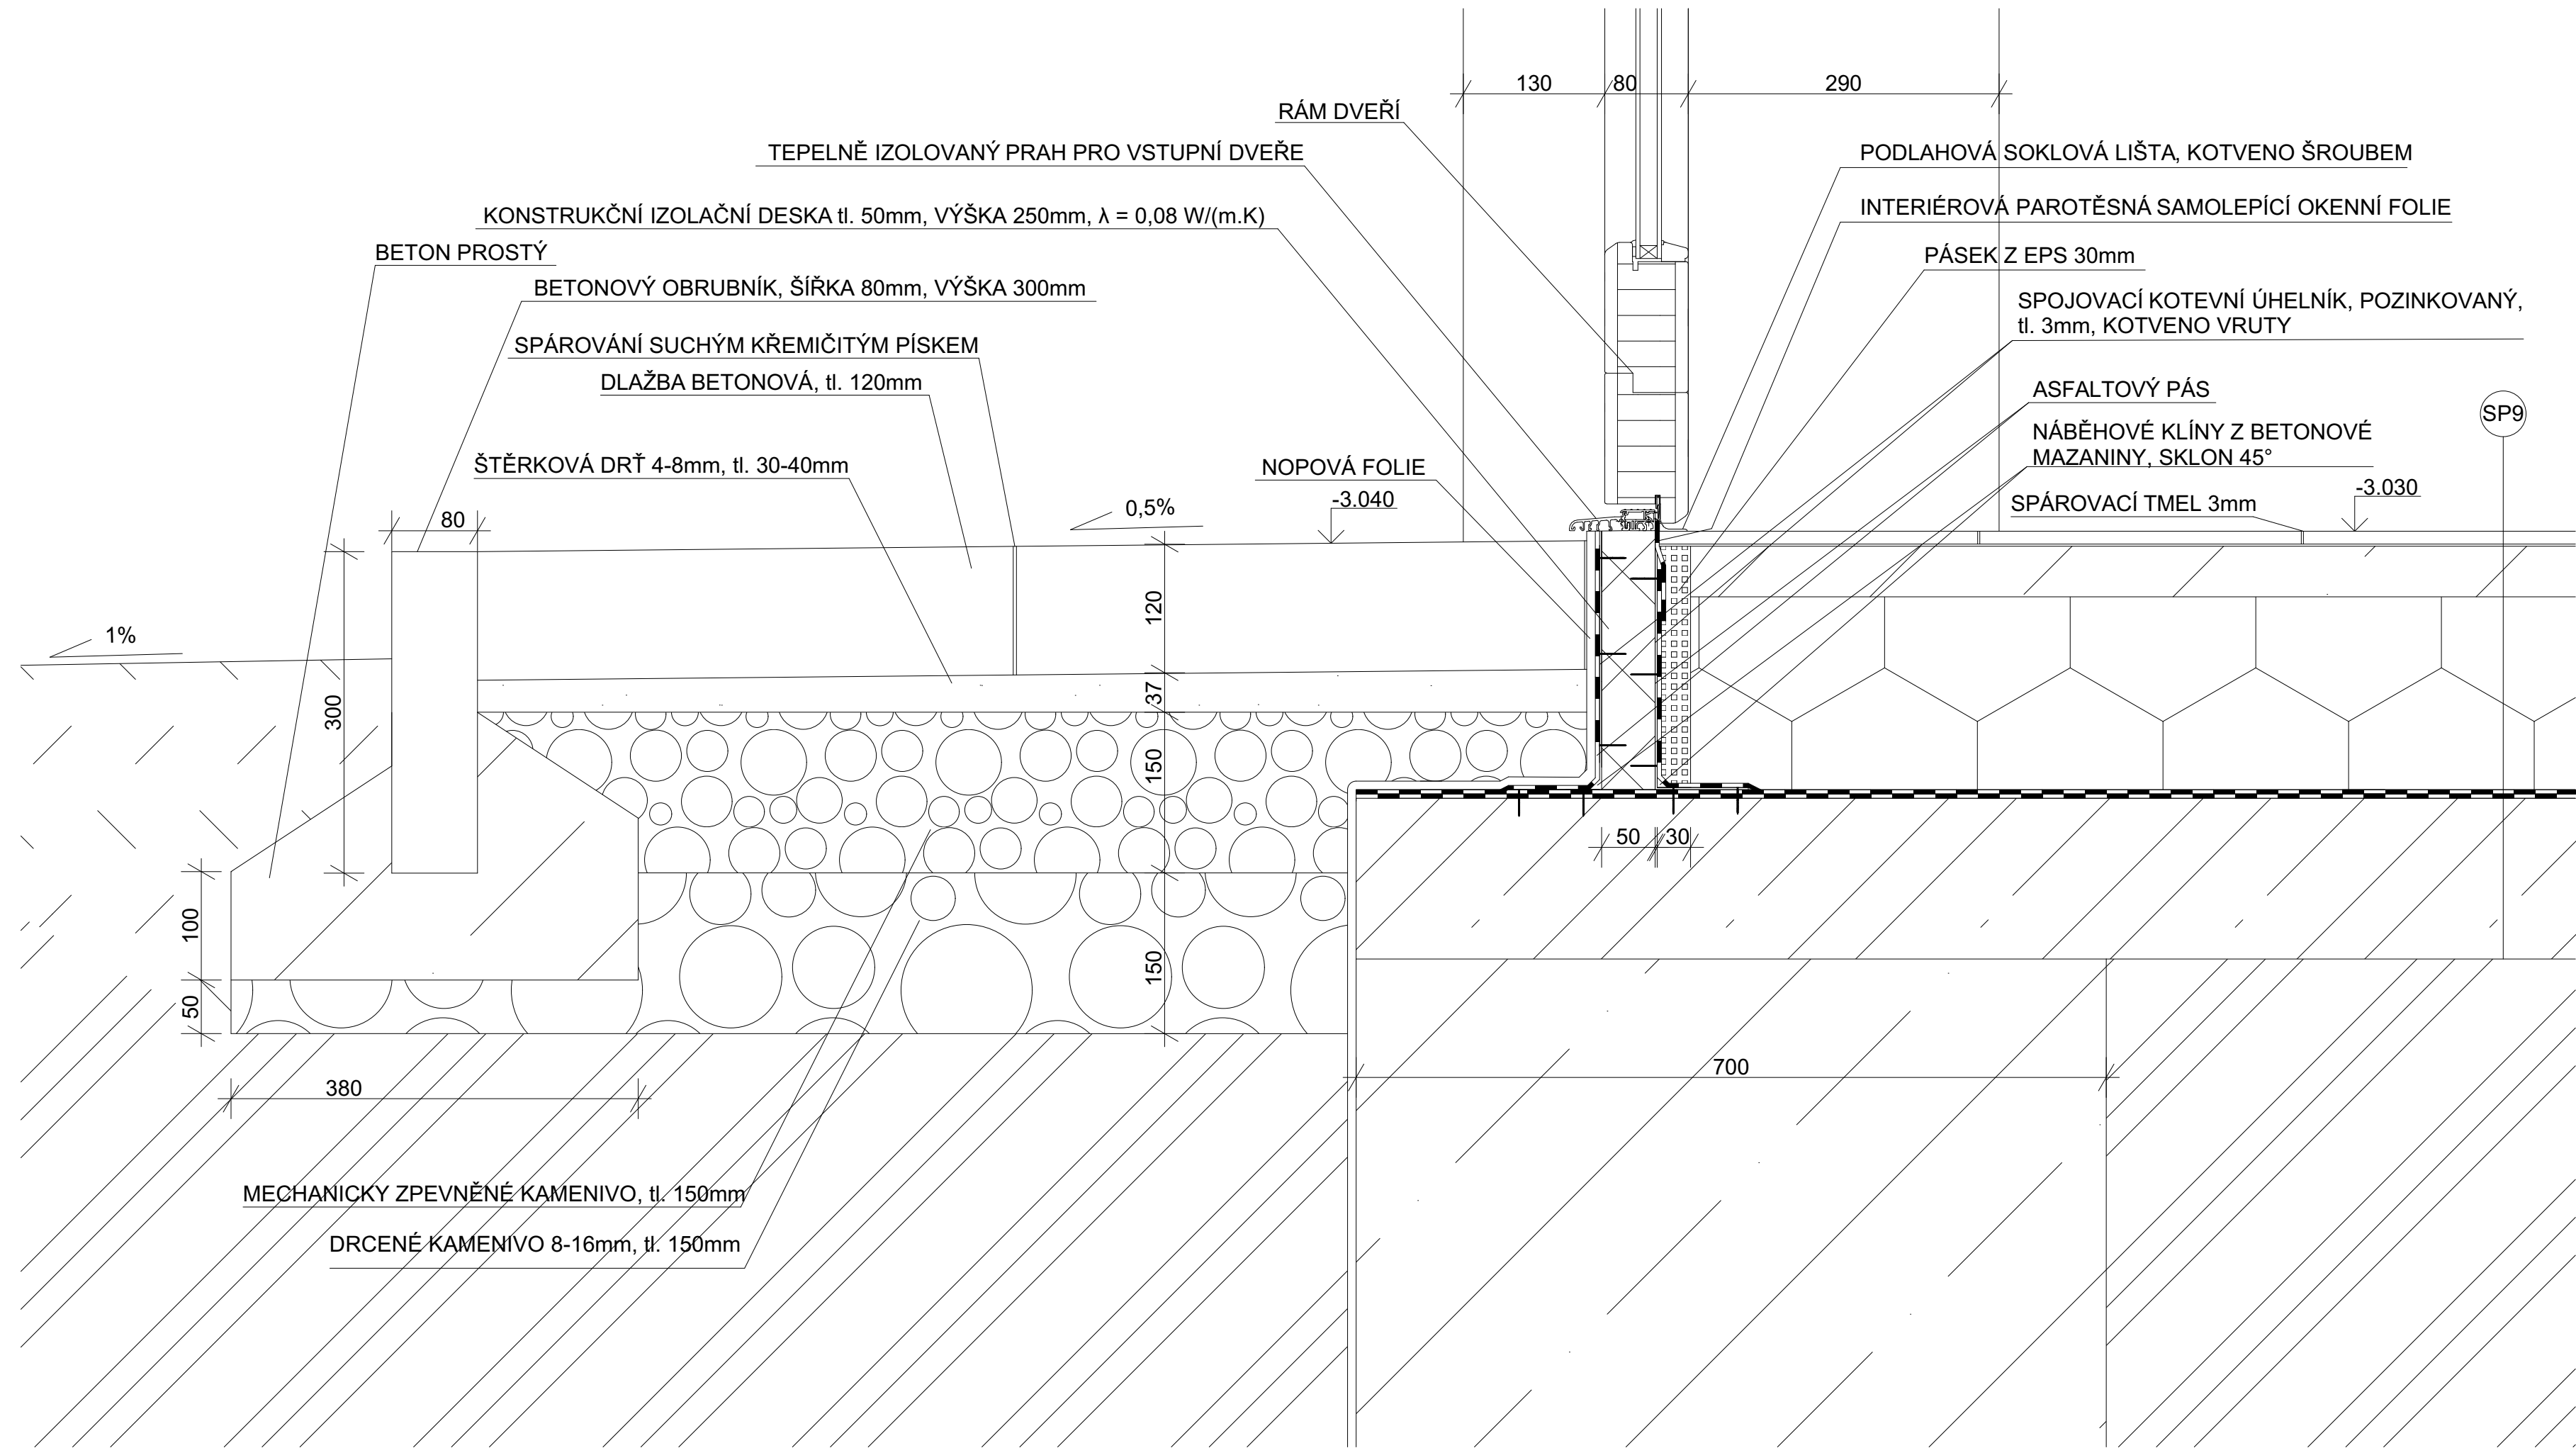 130
80
290
RÁM DVEŘÍ
TEPELNĚ IZOLOVANÝ PRAH PRO VSTUPNÍ DVEŘE
KONSTRUKČNÍ IZOLAČNÍ DESKA tl. 50mm, VÝŠKA 250mm, λ = 0,08 W/(m.K)
BETON PROSTÝ
BETONOVÝ OBRUBNÍK, ŠÍŘKA 80mm, VÝŠKA 300mm
SPÁROVÁNÍ SUCHÝM KŘEMIČITÝM PÍSKEM
DLAŽBA BETONOVÁ, tl. 120mm
ŠTĚRKOVÁ DRŤ 4-8mm, tl. 30-40mm
NOPOVÁ FOLIE
-3.040
0,5%
80
1%
PODLAHOVÁ SOKLOVÁ LIŠTA, KOTVENO ŠROUBEM
INTERIÉROVÁ PAROTĚSNÁ SAMOLEPÍCÍ OKENNÍ FOLIE
PÁSEK Z EPS 30mm
SPOJOVACÍ KOTEVNÍ ÚHELNÍK, POZINKOVANÝ,
tl. 3mm, KOTVENO VRUTY
ASFALTOVÝ PÁS
SP9
NÁBĚHOVÉ KLÍNY Z BETONOVÉ
MAZANINY, SKLON 45°
-3.030
SPÁROVACÍ TMEL 3mm
120
37
150
150
300
100
50
50
30
380
700
MECHANICKY ZPEVNĚNÉ KAMENIVO, tl. 150mm
DRCENÉ KAMENIVO 8-16mm, tl. 150mm